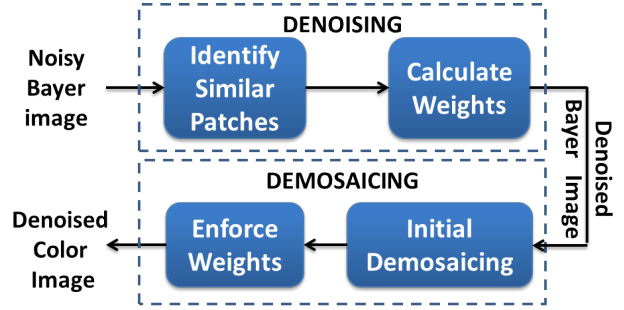 DENOISING
Noisy
Bayer
image
Identify
Similar
Patches
Calculate
Weights
Denoised
Bayer Image
DEMOSAICING
Initial
Demosaicing
Enforce
Weights
Denoised
Color
Image